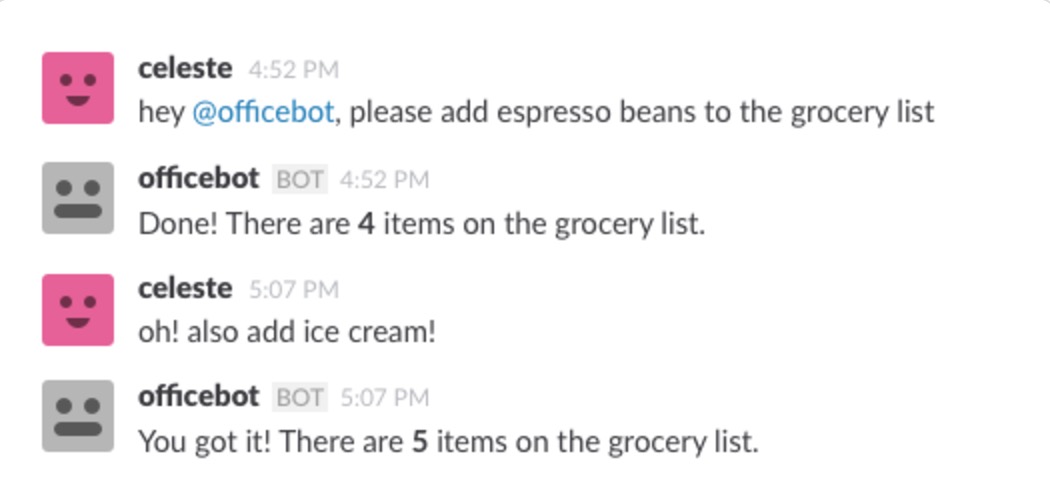 celeste 4:52 PM
hey @officebot, please add espresso beans to the grocery list
officebot BOT 4:52 PM
Done! There are 4 items on the grocery list.
celeste 5:07 PM
oh! also add ice cream!
officebot BOT 5:07 PM
You got it! There are 5 items on the grocery list.